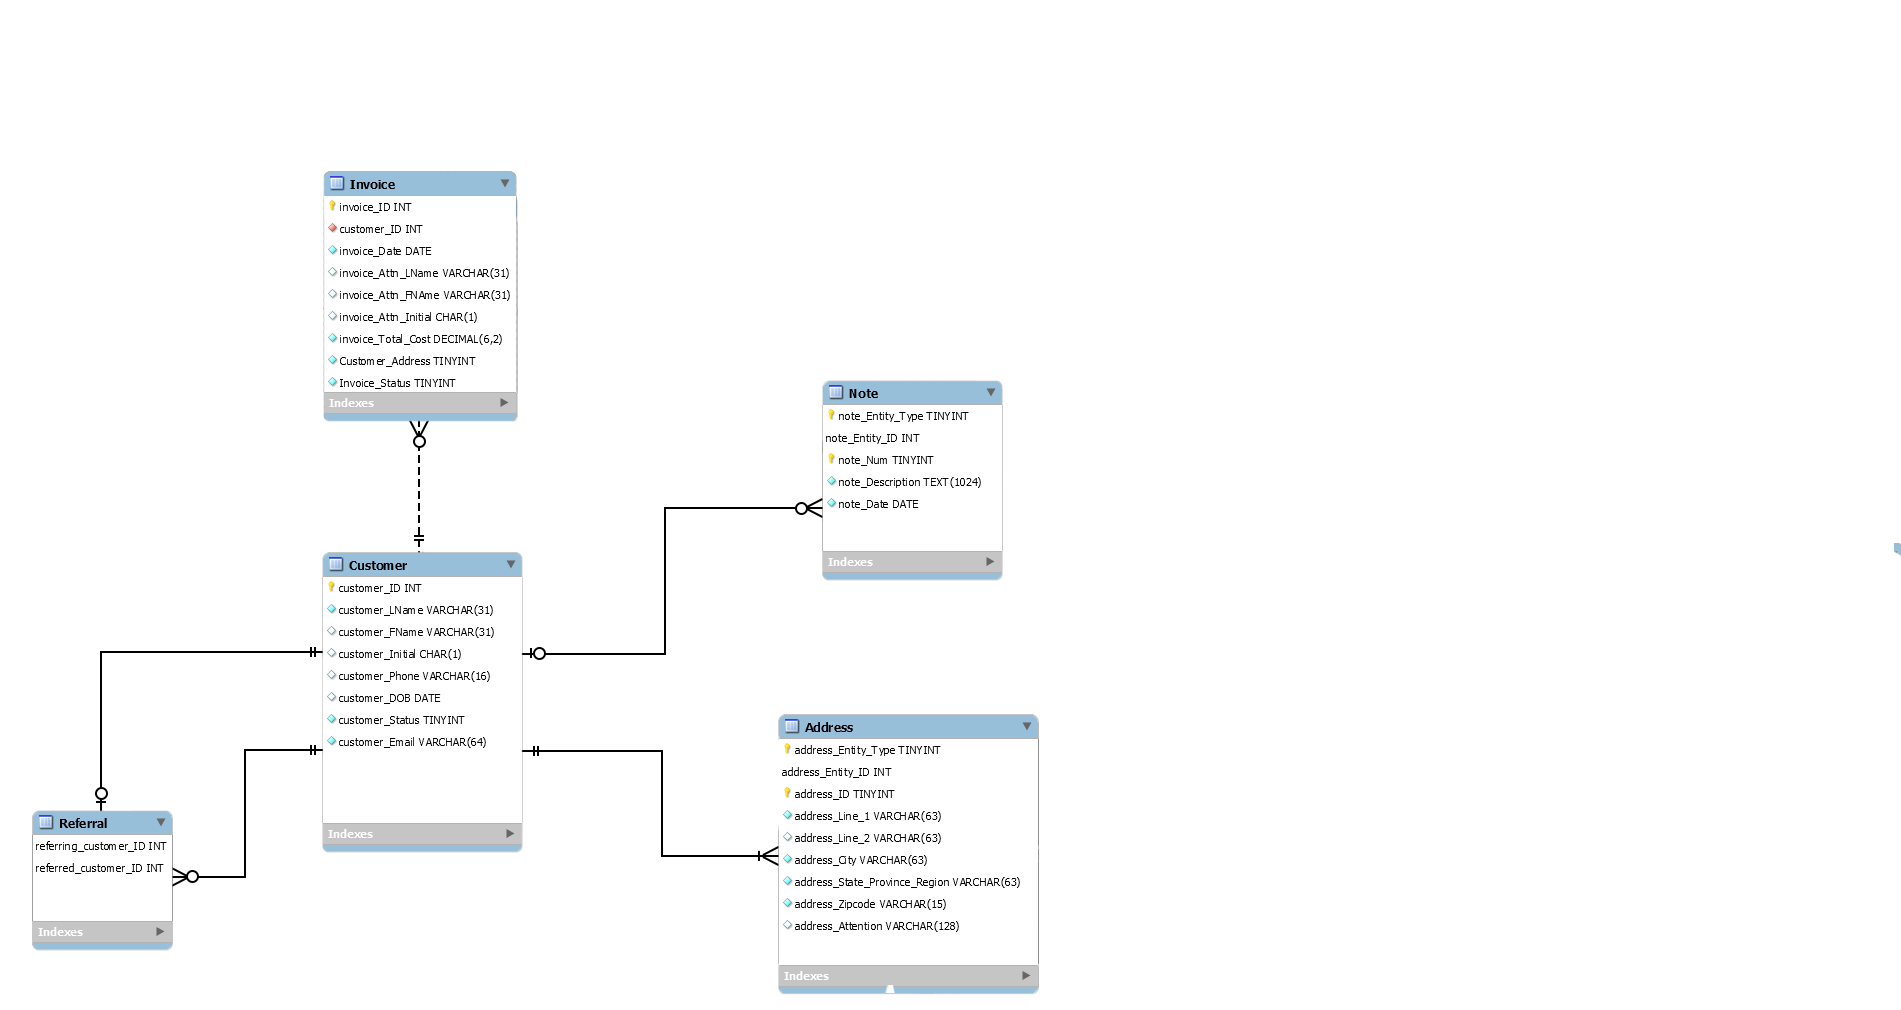 Invoice
invoice_ID INT
customer_ID INT
invoice_Date DATE
invoice_Attn_LName VARCHAR(31)
invoice_Attn_FNAme VARCHAR(31)
invoice_Attn_Initial CHAR(1)
invoice_Total_Cost DECIMAL(6,2)
Customer_Address TINYINT
Invoice_Status TINYINT
Indexes
Note
note_Entity_Type TINYINT
note_Entity_ID INT
note_Num TINYINT
note_Description TEXT(1024)
note_Date DATE
Indexes
Customer
customer_ID INT
customer_LName VARCHAR(31)
customer_FName VARCHAR(31)
customer_Initial CHAR(1)
customer_Phone VARCHAR(16)
customer_DOB DATE
customer_Status TINYINT
customer_Email VARCHAR(64)
Indexes
Address
address_Entity_Type TINYINT
address_Entity_ID INT
address_ID TINYINT
address_Line_1 VARCHAR(63)
address_Line_2 VARCHAR(63)
address_City VARCHAR(63)
address_State_Province_Region VARCHAR(63)
address_Zipcode VARCHAR(15)
address_Attention VARCHAR(128)
Indexes
Referral
referring_customer_ID INT
referred_customer_ID INT
Indexes